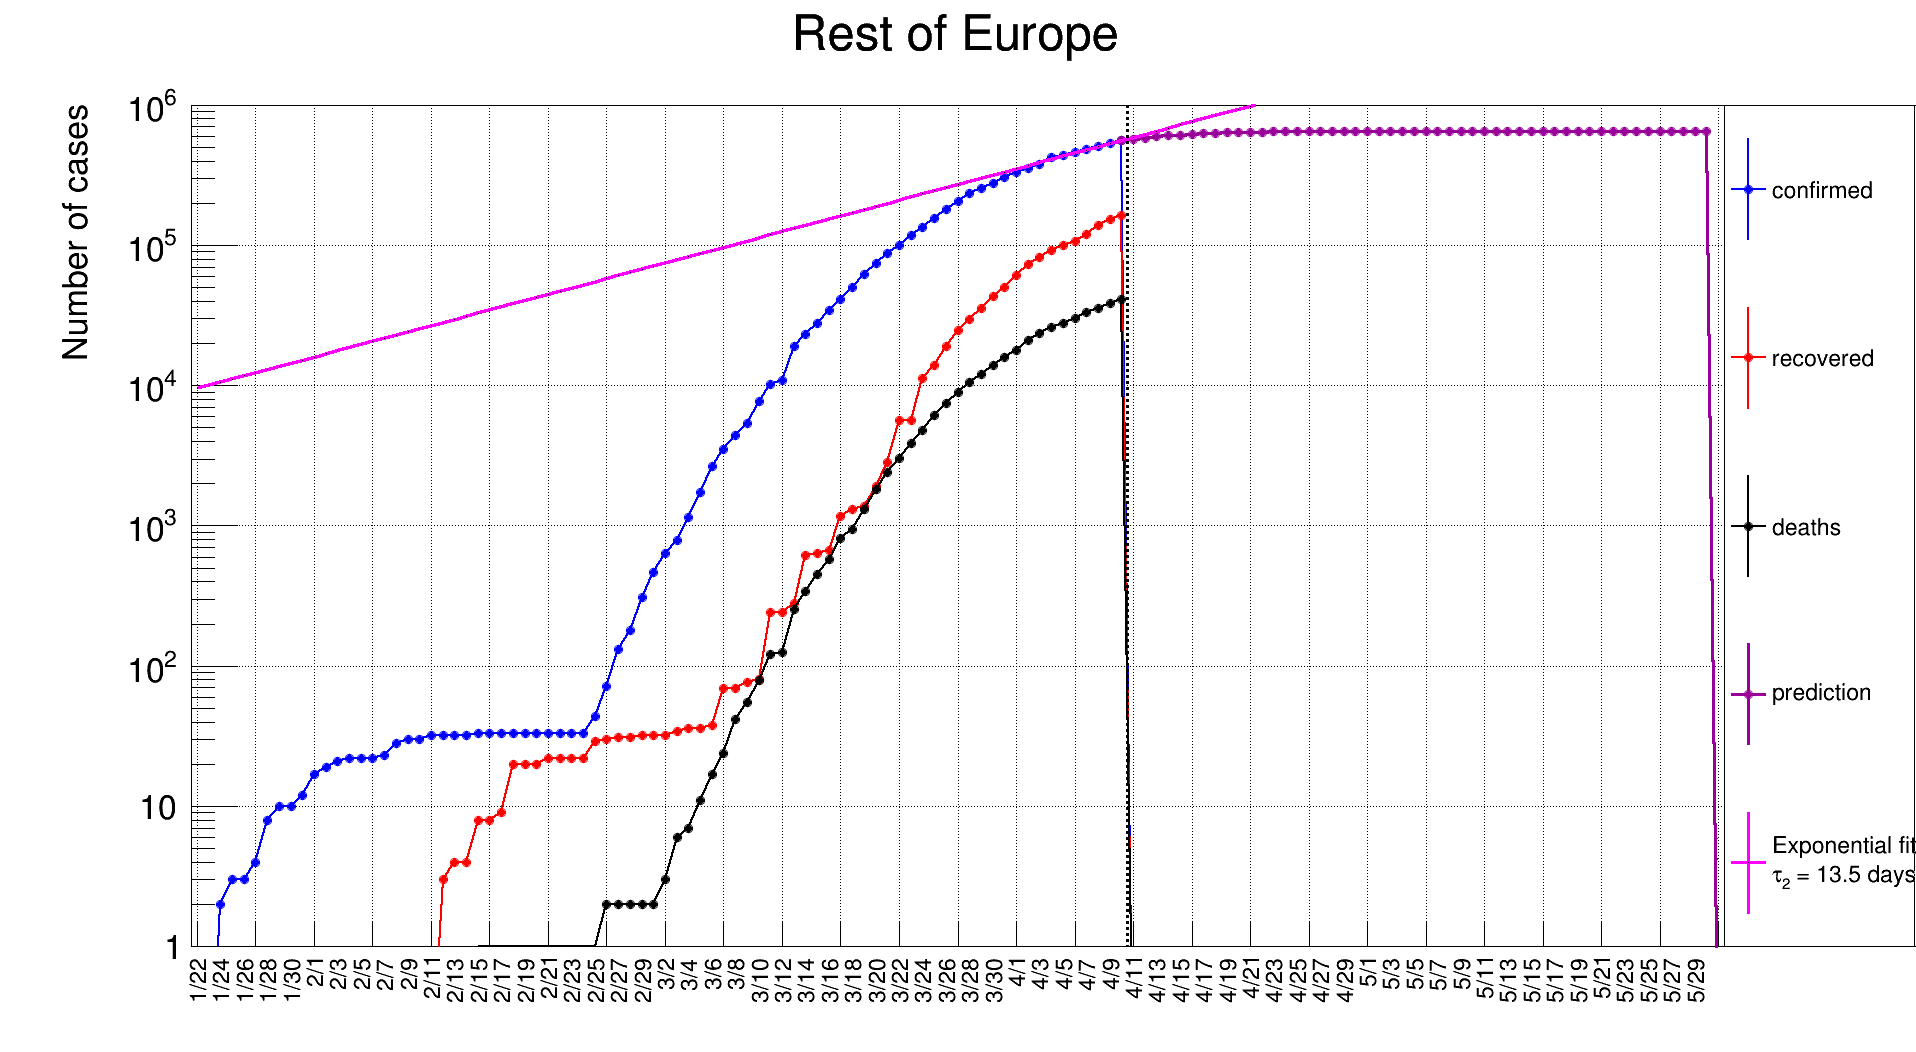 Rest of Europe
Number of cases
10^6
10^5
10^4
10^3
10^2
10
1
1/22 1/24 1/26 1/28 1/30 2/1 2/3 2/5 2/7 2/9 2/11 2/13 2/15 2/17 2/19 2/21 2/23 2/25 2/27 2/29 3/2 3/4 3/6 3/8 3/10 3/12 3/14 3/16 3/18 3/20 3/22 3/24 3/26 3/28 3/30 4/1 4/3 4/5 4/7 4/9 4/11 4/13 4/15 4/17 4/19 4/21 4/23 4/25 4/27 4/29 5/1 5/3 5/5 5/7 5/9 5/11 5/13 5/15 5/17 5/19 5/21 5/23 5/25 5/27 5/29
confirmed
recovered
deaths
prediction
Exponential fit
τ₂ = 13.5 days